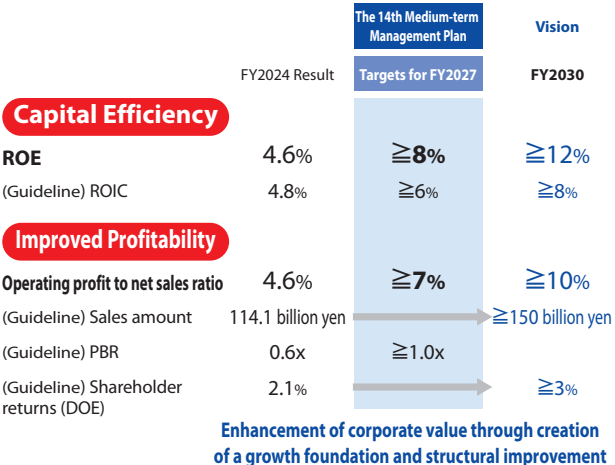 The 14th Medium-term
Management Plan
Vision
FY2024 Result
Targets for FY2027
FY2030
Capital Efficiency
ROE 4.6% ≧8% ≧12%
(Guideline) ROIC 4.8% ≧6% ≧8%
Improved Profitability
Operating profit to net sales ratio 4.6% ≧7% ≧10%
(Guideline) Sales amount 114.1 billion yen ≧150 billion yen
(Guideline) PBR 0.6x ≧1.0x
(Guideline) Shareholder
returns (DOE) 2.1% ≧3%
Enhancement of corporate value through creation
of a growth foundation and structural improvement